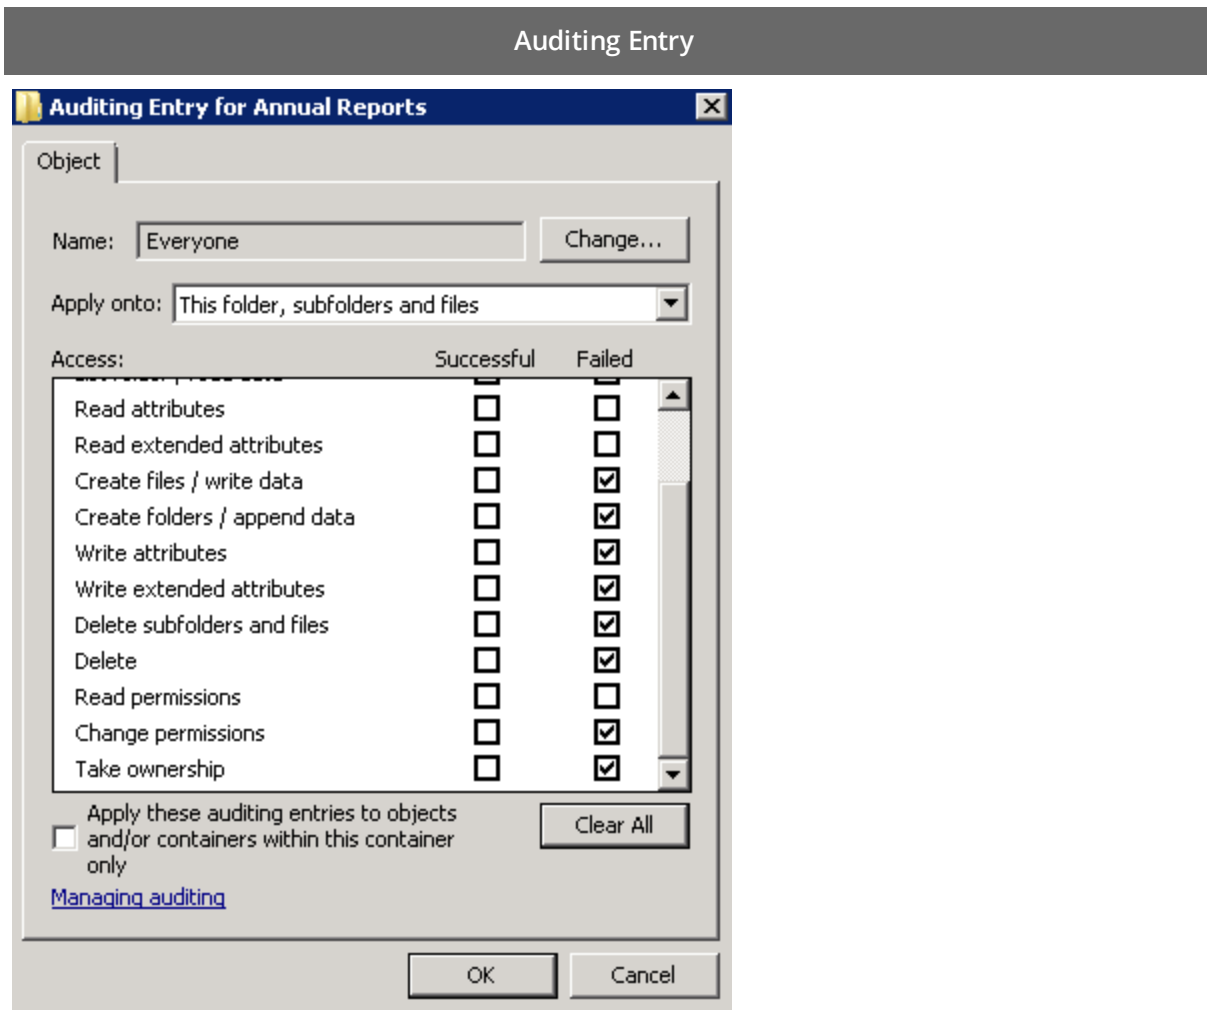 Auditing Entry
Auditing Entry for Annual Reports
Object
Name: Everyone Change...
Apply onto: This folder, subfolders and files
Access: Successful Failed
Read attributes
Read extended attributes
Create files / write data
Create folders / append data
Write attributes
Write extended attributes
Delete subfolders and files
Delete
Read permissions
Change permissions
Take ownership
Apply these auditing entries to objects
and/or containers within this container
only
Clear All
Managing auditing
OK Cancel